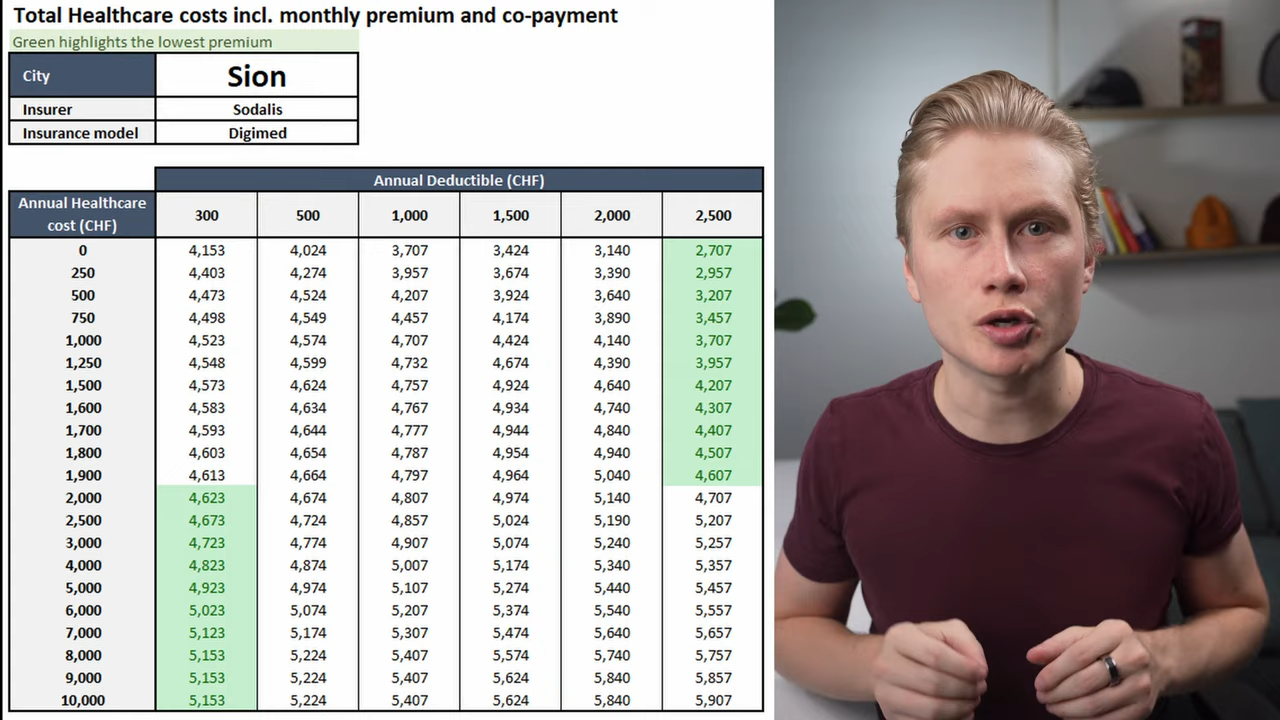 Total Healthcare costs incl. monthly premium and co-payment
Green highlights the lowest premium
City Sion
Insurer Sodalis
Insurance model Digimed
Annual Deductible (CHF)
Annual Healthcare cost (CHF) 300 500 1,000 1,500 2,000 2,500
0 4,153 4,024 3,707 3,424 3,140 2,707
250 4,403 4,274 3,957 3,674 3,390 2,957
500 4,473 4,524 4,207 3,924 3,640 3,207
750 4,498 4,549 4,457 4,174 3,890 3,457
1,000 4,523 4,574 4,707 4,424 4,140 3,707
1,250 4,548 4,599 4,732 4,674 4,390 3,957
1,500 4,573 4,624 4,757 4,924 4,640 4,207
1,600 4,583 4,634 4,767 4,934 4,740 4,307
1,700 4,593 4,644 4,777 4,944 4,840 4,407
1,800 4,603 4,654 4,787 4,954 4,940 4,507
1,900 4,613 4,664 4,797 4,964 5,040 4,607
2,000 4,623 4,674 4,807 4,974 5,140 4,707
2,500 4,673 4,724 4,857 5,024 5,190 5,207
3,000 4,723 4,774 4,907 5,074 5,240 5,257
4,000 4,823 4,874 5,007 5,174 5,340 5,357
5,000 4,923 4,974 5,107 5,274 5,440 5,457
6,000 5,023 5,074 5,207 5,374 5,540 5,557
7,000 5,123 5,174 5,307 5,474 5,640 5,657
8,000 5,153 5,224 5,407 5,574 5,740 5,757
9,000 5,153 5,224 5,407 5,624 5,840 5,857
10,000 5,153 5,224 5,407 5,624 5,840 5,907